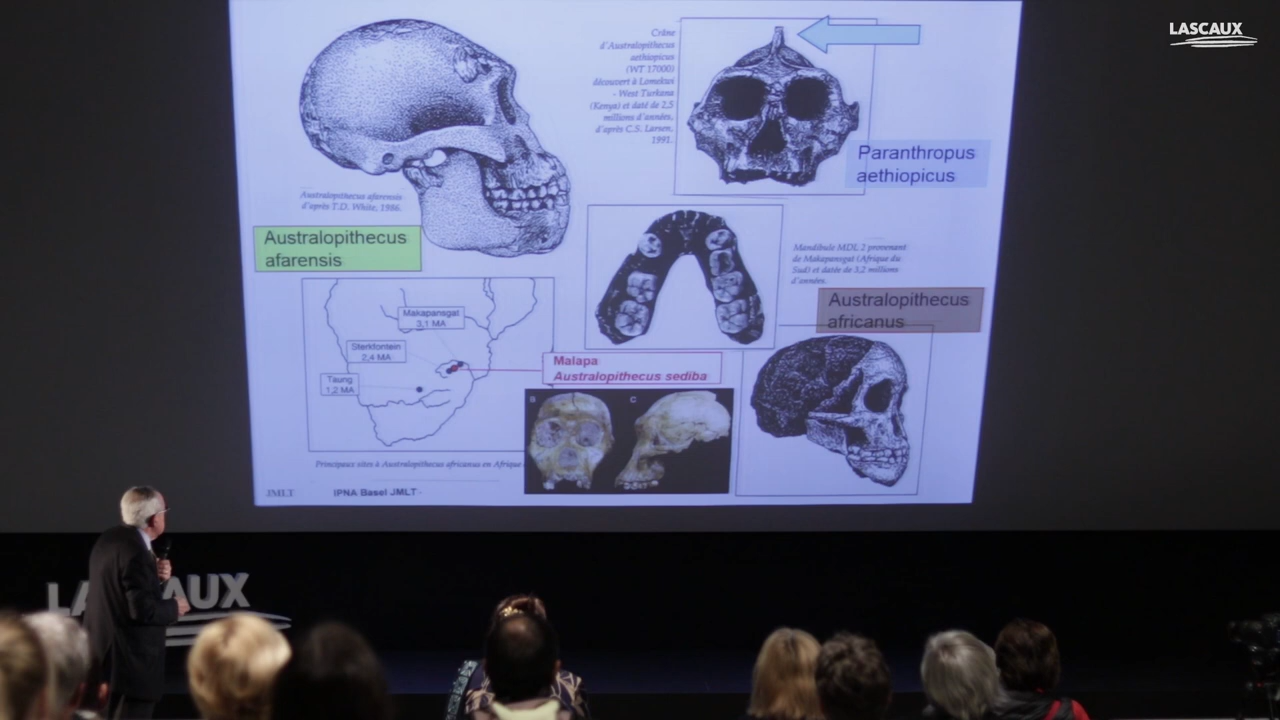 LASCAUX
Crâne
d'Australopithecus
aethiopicus
(WT 17000)
découvert à Lomekwi
- West Turkana
(Kenya) et daté de 2,5
millions d'années,
d'après C.S. Larsen,
1991.
Paranthropus
aethiopicus
Australopithecus afarensis
d'après T.D. White, 1986.
Australopithecus
afarensis
Mandibule MDL 2 provenant
de Makapansgat (Afrique du
Sud) et datée de 3,2 millions
d'années.
Australopithecus
africanus
Makapansgat
3,1 MA
Sterkfontein
2,4 MA
Taung
1,2 MA
Malapa
Australopithecus sediba
B
C
Principaux sites à Australopithecus africanus en Afrique
JMLT
IPNA Basel JMLT -
LA AUX